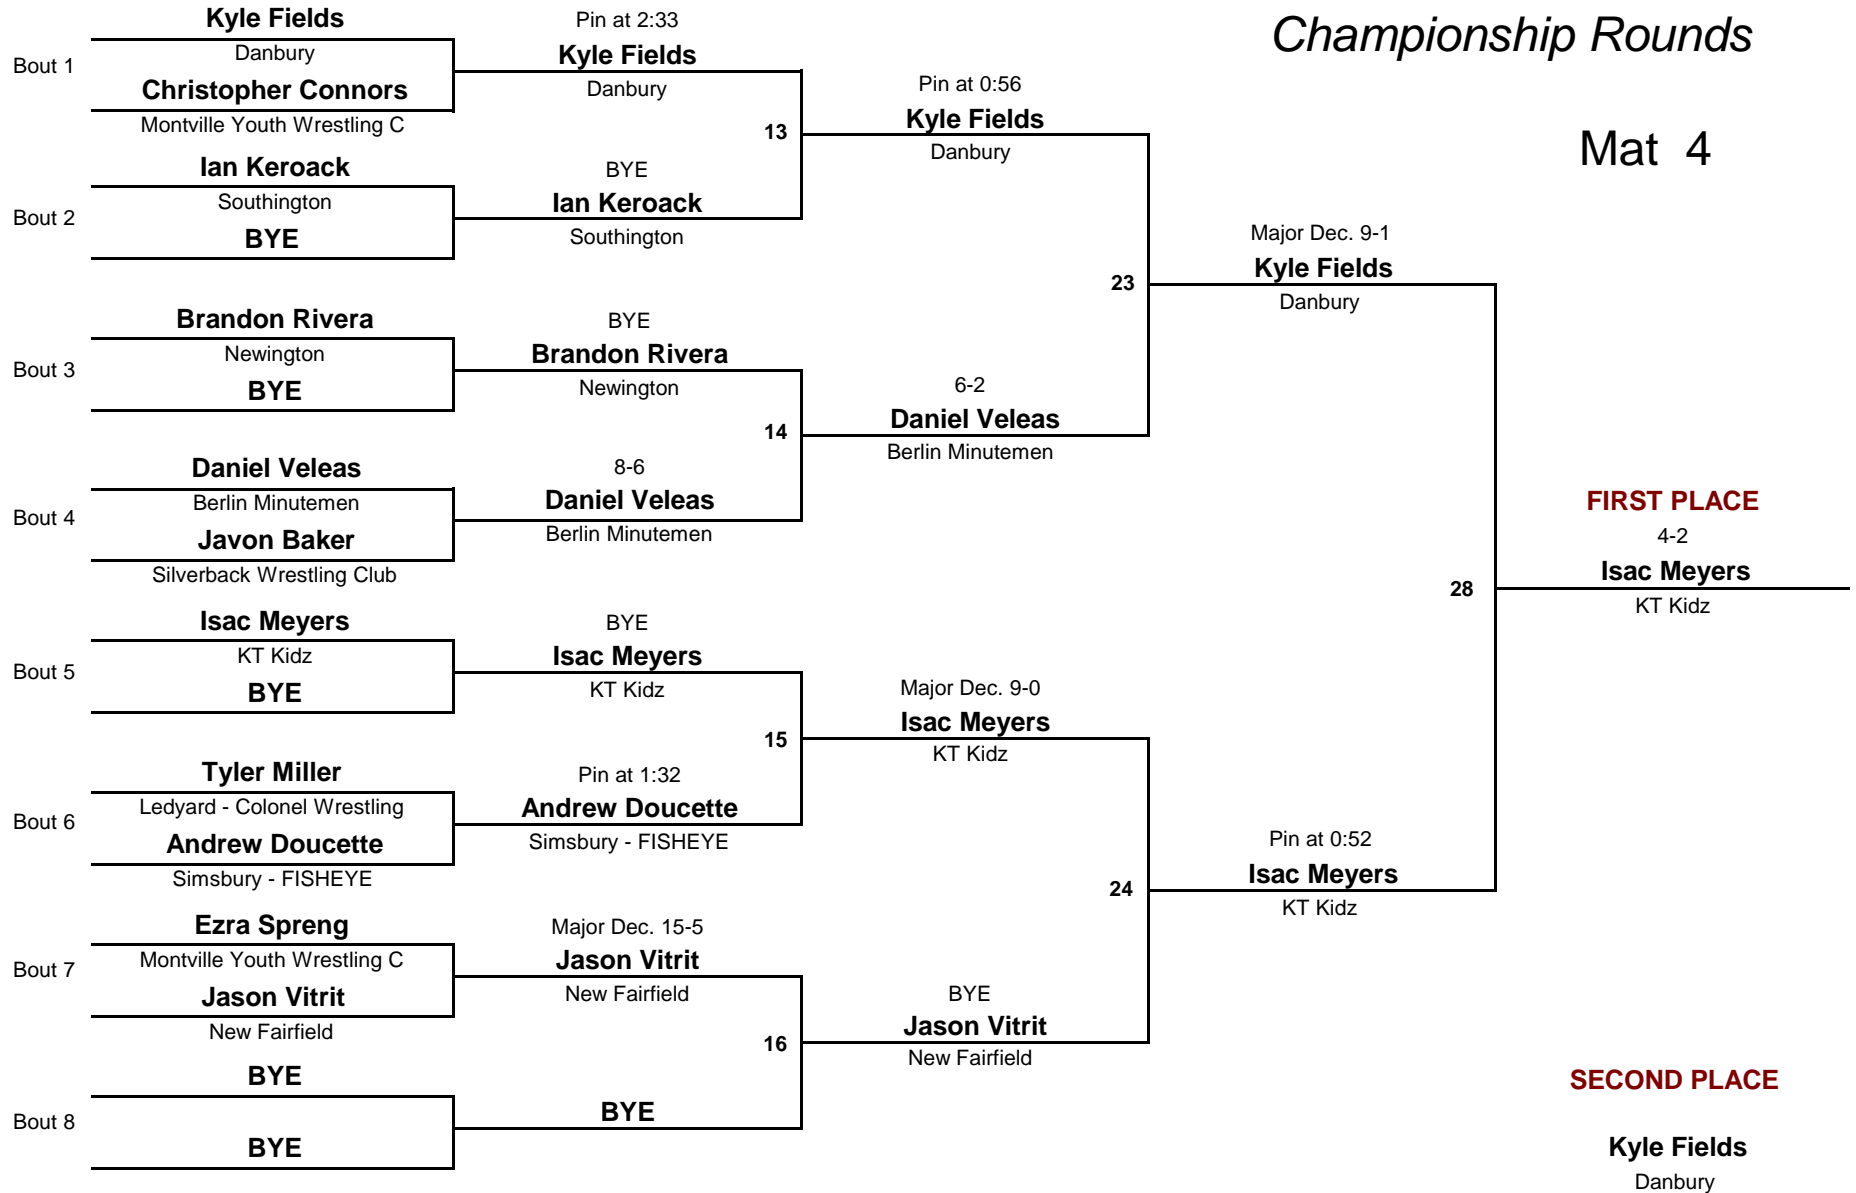 Championship Rounds
Mat 4
Bout 1
Kyle Fields
Danbury
Christopher Connors
Montville Youth Wrestling C
Bout 2
Ian Keroack
Southington
BYE
Bout 3
Brandon Rivera
Newington
BYE
Bout 4
Daniel Veleas
Berlin Minutemen
Javon Baker
Silverback Wrestling Club
Bout 5
Isac Meyers
KT Kidz
BYE
Bout 6
Tyler Miller
Ledyard - Colonel Wrestling
Andrew Doucette
Simsbury - FISHEYE
Bout 7
Ezra Spreng
Montville Youth Wrestling C
Jason Vitrit
New Fairfield
Bout 8
BYE
BYE
Pin at 2:33
Kyle Fields
Danbury
13
BYE
Ian Keroack
Southington
BYE
Brandon Rivera
Newington
14
8-6
Daniel Veleas
Berlin Minutemen
BYE
Isac Meyers
KT Kidz
15
Pin at 1:32
Andrew Doucette
Simsbury - FISHEYE
Major Dec. 15-5
Jason Vitrit
New Fairfield
16
BYE
Pin at 0:56
Kyle Fields
Danbury
23
6-2
Daniel Veleas
Berlin Minutemen
Major Dec. 9-0
Isac Meyers
KT Kidz
24
BYE
Jason Vitrit
New Fairfield
Major Dec. 9-1
Kyle Fields
Danbury
28
Pin at 0:52
Isac Meyers
KT Kidz
FIRST PLACE
4-2
Isac Meyers
KT Kidz
SECOND PLACE
Kyle Fields
Danbury